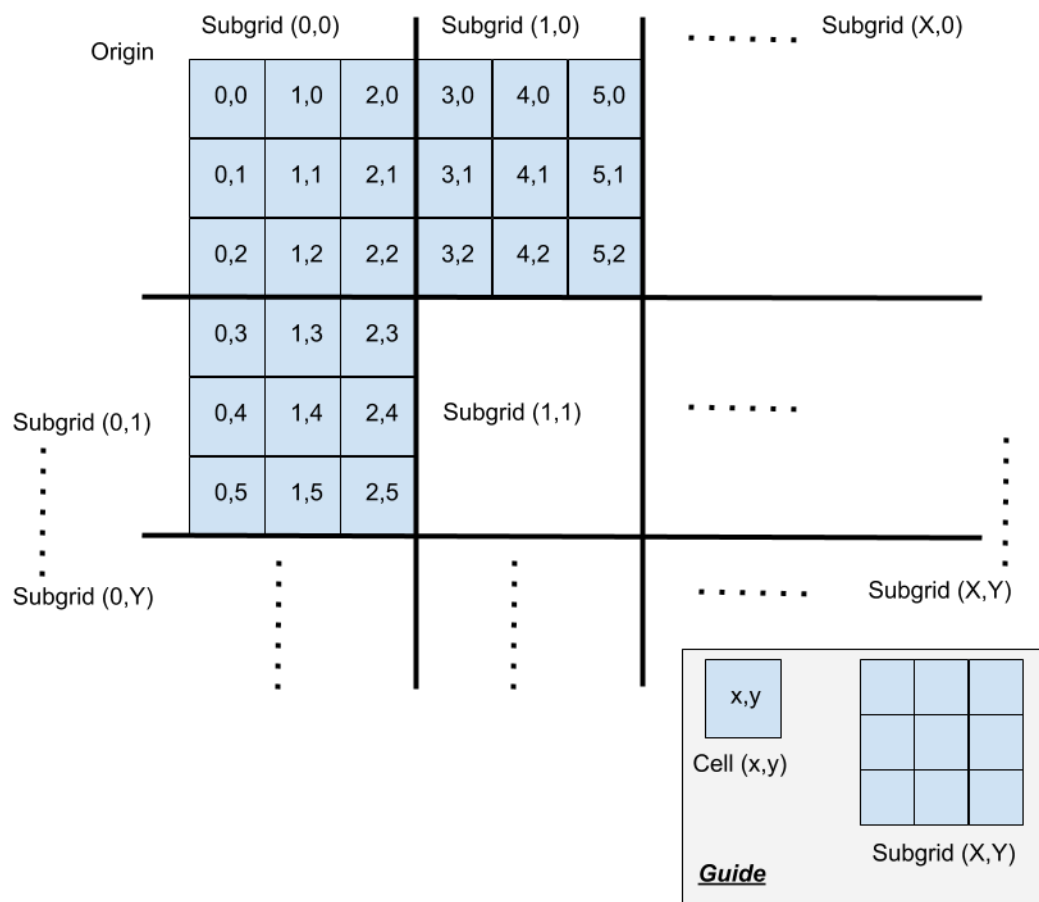 Subgrid (0,0) Subgrid (1,0) Subgrid (X,0)
Origin
0,0 1,0 2,0 3,0 4,0 5,0
0,1 1,1 2,1 3,1 4,1 5,1
0,2 1,2 2,2 3,2 4,2 5,2
0,3 1,3 2,3
Subgrid (0,1) 0,4 1,4 2,4 Subgrid (1,1)
0,5 1,5 2,5
Subgrid (0,Y) Subgrid (X,Y)
x,y
Cell (x,y)
Subgrid (X,Y)
Guide